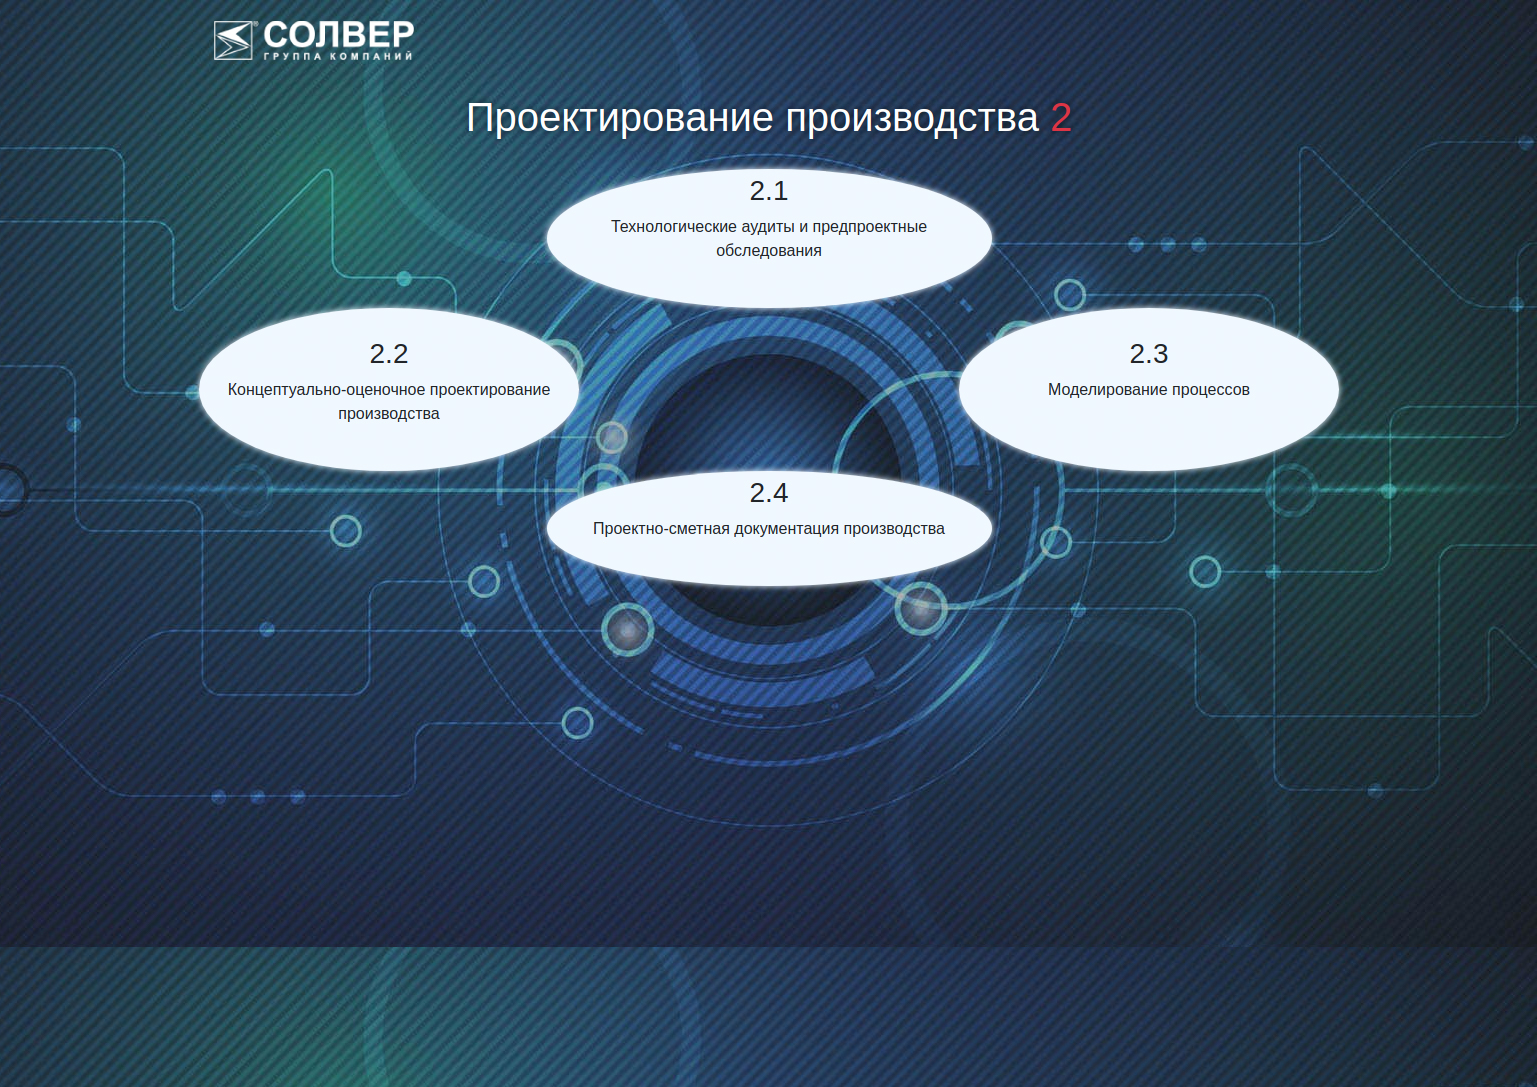 СОЛВЕР®
ГРУППА КОМПАНИЙ
Проектирование производства 2
2.1
Технологические аудиты и предпроектные
обследования
2.2
Концептуально-оценочное проектирование
производства
2.3
Моделирование процессов
2.4
Проектно-сметная документация производства